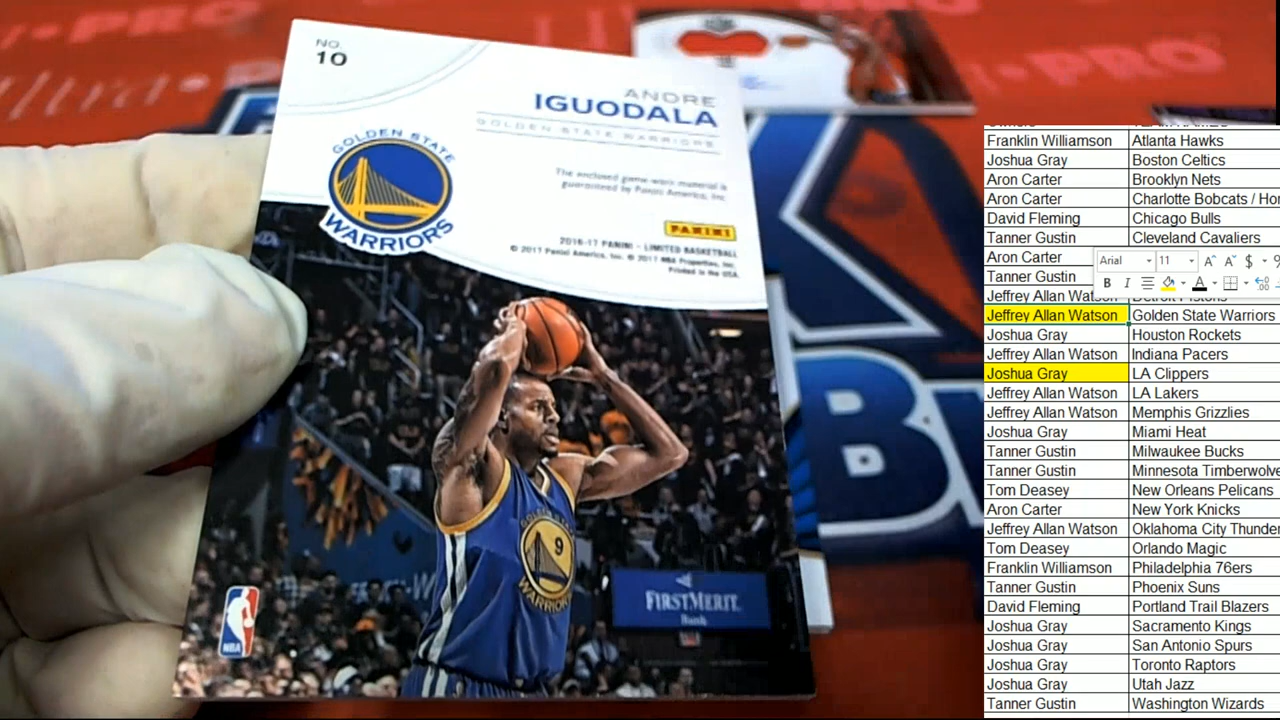 NO.
10
ANDRE
IGUODALA
GOLDEN STATE WARRIORS
GOLDEN STATE
WARRIORS
The enclosed game-worn material is
guaranteed by Panini America, Inc
PANINI
2016-17 PANINI - LIMITED BASKETBALL
© 2017 Panini America, Inc. © 2017 NBA Properties, Inc.
Printed in the USA
9
WARRIORS
FIRSTMERIT
Bank
NBA
PRO
Ultra
PRO
Franklin Williamson Atlanta Hawks
Joshua Gray Boston Celtics
Aron Carter Brooklyn Nets
Aron Carter Charlotte Bobcats / Hor
David Fleming Chicago Bulls
Tanner Gustin Cleveland Cavaliers
Aron Carter
Arial 11
Tanner Gustin
B I A
Jeffrey Allan Watson Detroit Pistons
Jeffrey Allan Watson Golden State Warriors
Joshua Gray Houston Rockets
Jeffrey Allan Watson Indiana Pacers
Joshua Gray LA Clippers
Jeffrey Allan Watson LA Lakers
Jeffrey Allan Watson Memphis Grizzlies
Joshua Gray Miami Heat
Tanner Gustin Milwaukee Bucks
Tanner Gustin Minnesota Timberwolve
Tom Deasey New Orleans Pelicans
Aron Carter New York Knicks
Jeffrey Allan Watson Oklahoma City Thunder
Tom Deasey Orlando Magic
Franklin Williamson Philadelphia 76ers
Tanner Gustin Phoenix Suns
David Fleming Portland Trail Blazers
Joshua Gray Sacramento Kings
Joshua Gray San Antonio Spurs
Joshua Gray Toronto Raptors
Joshua Gray Utah Jazz
Tanner Gustin Washington Wizards